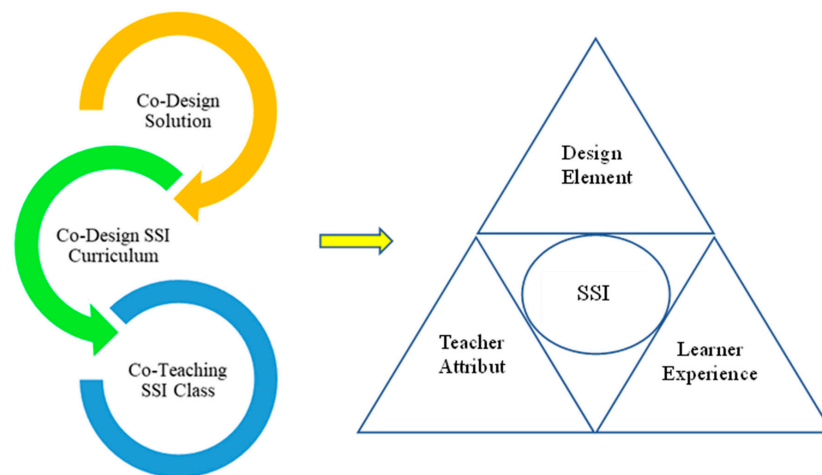 Co-Design
Solution
Co-Design SSI
Curriculum
Co-Teaching
SSI Class
Design
Element
SSI
Teacher
Attribut
Learner
Experience